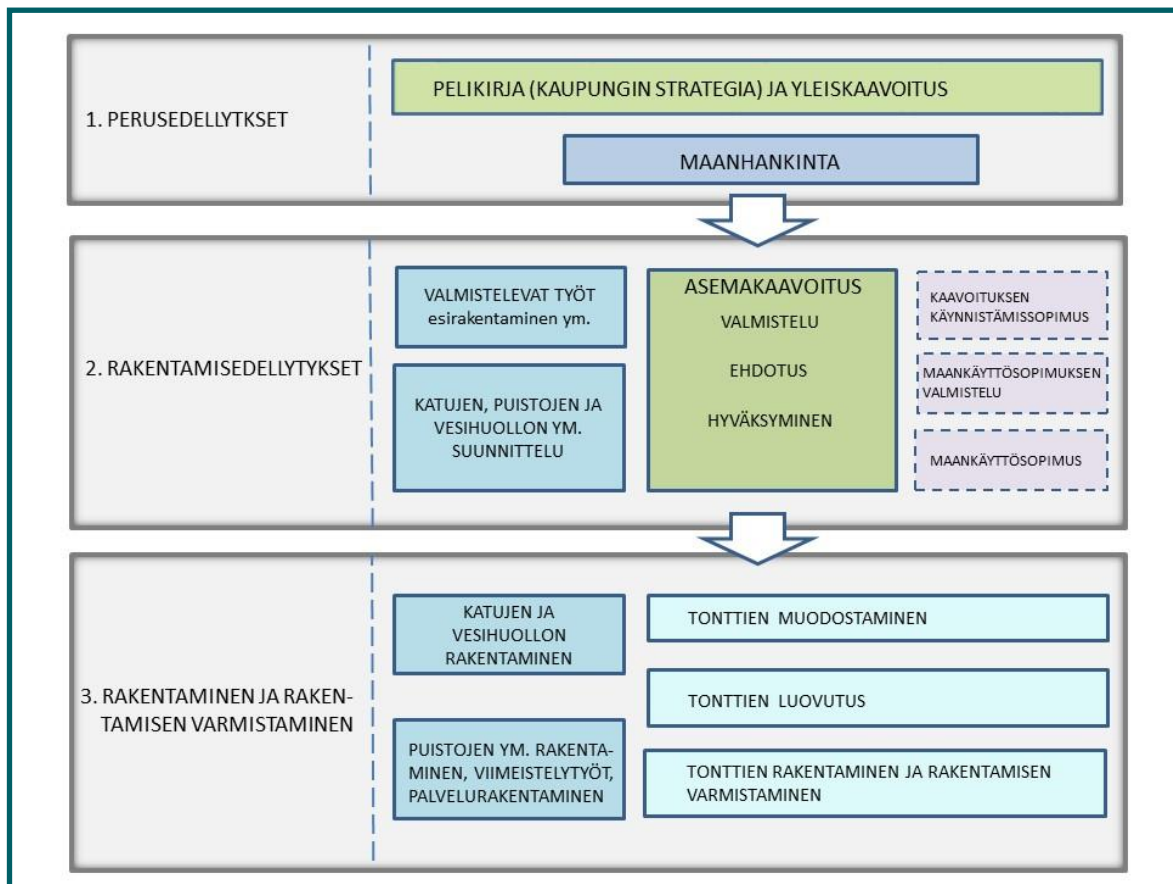 1. PERUSEDELLYTKSET
PELIKIRJA (KAUPUNGIN STRATEGIA) JA YLEISKAAVOITUS
MAANHANKINTA
2. RAKENTAMISEDELLYTYKSET
VALMISTELEVAT TYÖT
esirakentaminen ym.
KATUJEN, PUISTOJEN JA
VESIHUOLLON YM.
SUUNNITTELU
ASEMAKAAVOITUS
VALMISTELU
EHDOTUS
HYVÄKSYMINEN
KAAVOITUKSEN
KÄYNNISTÄMISSOPIMUS
MAANKÄYTTÖSOPIMUKSEN
VALMISTELU
MAANKÄYTTÖSOPIMUS
3. RAKENTAMINEN JA RAKEN-
TAMISEN VARMISTAMINEN
KATUJEN JA
VESIHUOLLON
RAKENTAMINEN
PUISTOJEN YM. RAKENTA-
MINEN, VIIMEISTELYTYÖT,
PALVELURAKENTAMINEN
TONTTIEN MUODOSTAMINEN
TONTTIEN LUOVUTUS
TONTTIEN RAKENTAMINEN JA RAKENTAMISEN
VARMISTAMINEN